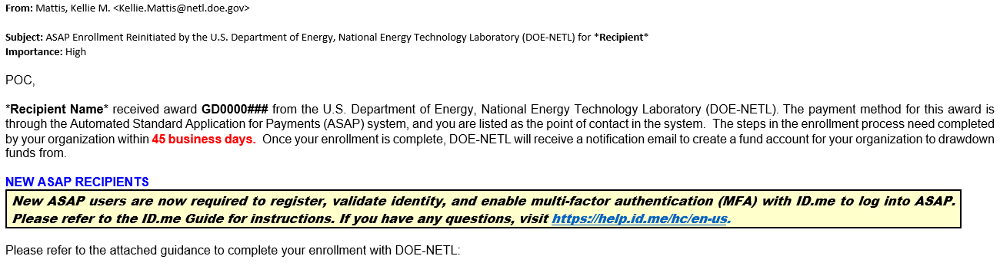 From: Mattis, Kellie M. <Kellie.Mattis@netl.doe.gov>
Subject: ASAP Enrollment Reinitiated by the U.S. Department of Energy, National Energy Technology Laboratory (DOE-NETL) for *Recipient*
Importance: High
POC,
*Recipient Name* received award GD0000### from the U.S. Department of Energy, National Energy Technology Laboratory (DOE-NETL). The payment method for this award is
through the Automated Standard Application for Payments (ASAP) system, and you are listed as the point of contact in the system. The steps in the enrollment process need completed
by your organization within 45 business days. Once your enrollment is complete, DOE-NETL will receive a notification email to create a fund account for your organization to drawdown
funds from.
NEW ASAP RECIPIENTS
New ASAP users are now required to register, validate identity, and enable multi-factor authentication (MFA) with ID.me to log into ASAP.
Please refer to the ID.me Guide for instructions. If you have any questions, visit https://help.id.me/hc/en-us.
Please refer to the attached guidance to complete your enrollment with DOE-NETL: